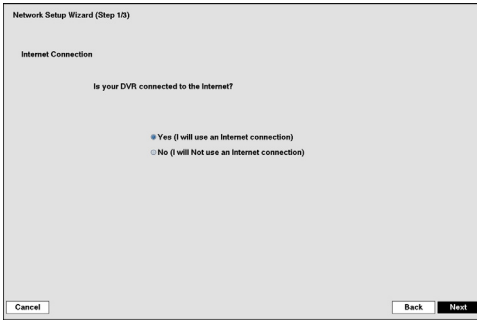 Network Setup Wizard (Step 1/3)
Internet Connection
Is your DVR connected to the Internet?
Yes (I will use an Internet connection)
No (I will Not use an Internet connection)
Cancel
Back
Next